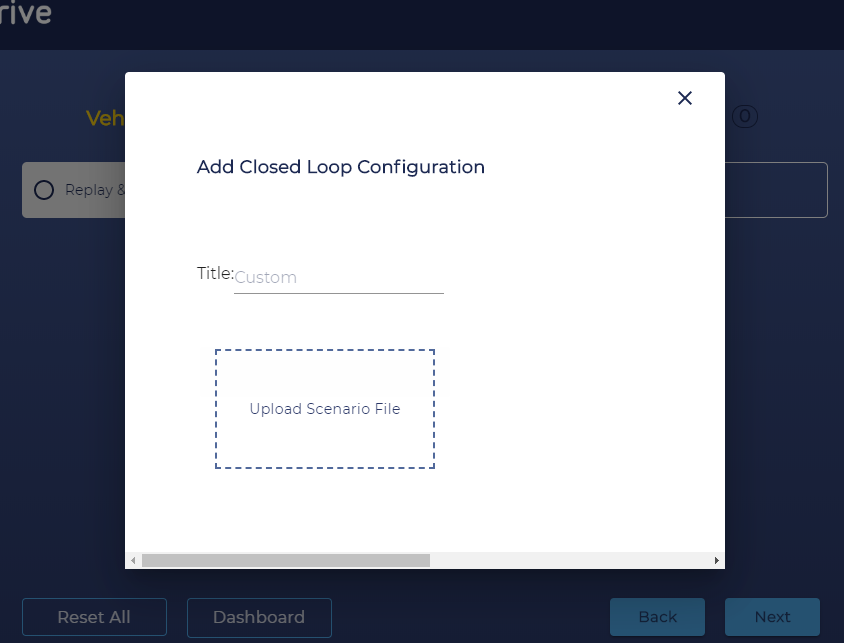 rive
Veh
0
Replay &
Add Closed Loop Configuration
Title:
Custom
Upload Scenario File
Reset All
Dashboard
Back
Next